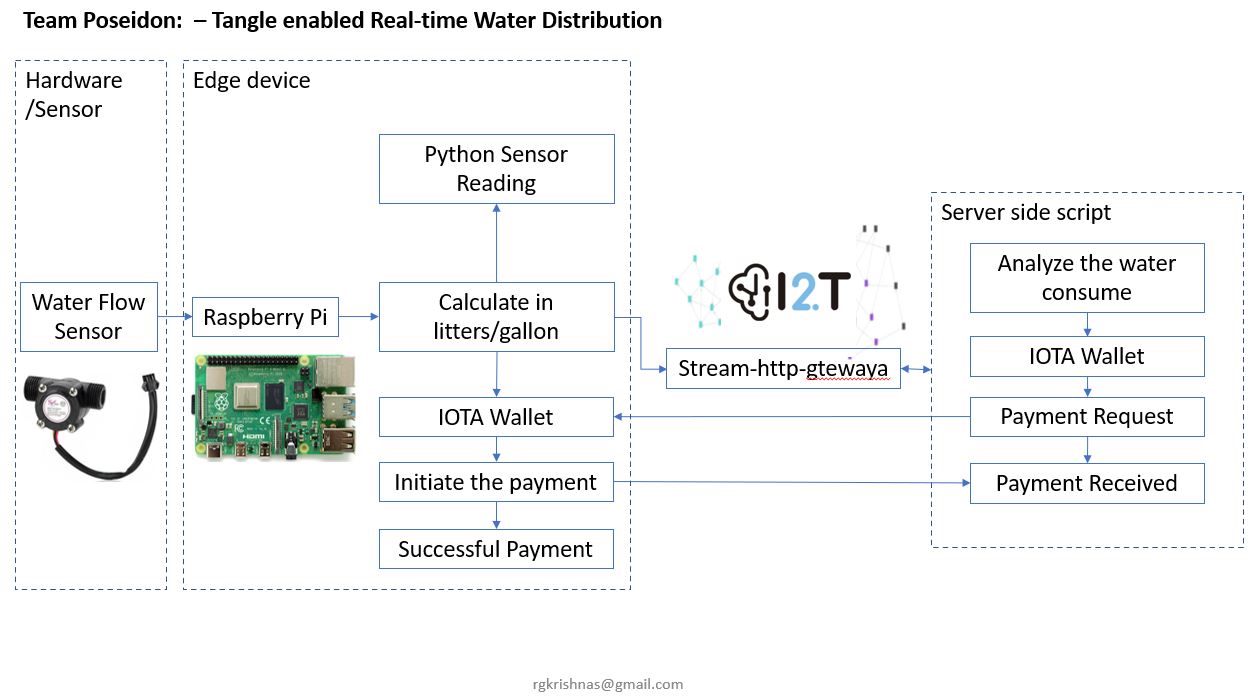 Team Poseidon:  – Tangle enabled Real-time Water Distribution
Hardware
/Sensor
Edge device
Python Sensor
Reading
Server side script
Analyze the water
consume
I2.T
Water Flow
Sensor
Raspberry Pi
Calculate in
litters/gallon
Stream-http-gtewaya
IOTA Wallet
IOTA Wallet
Payment Request
HDMI
Initiate the payment
Payment Received
Successful Payment
rgkrishnas@gmail.com